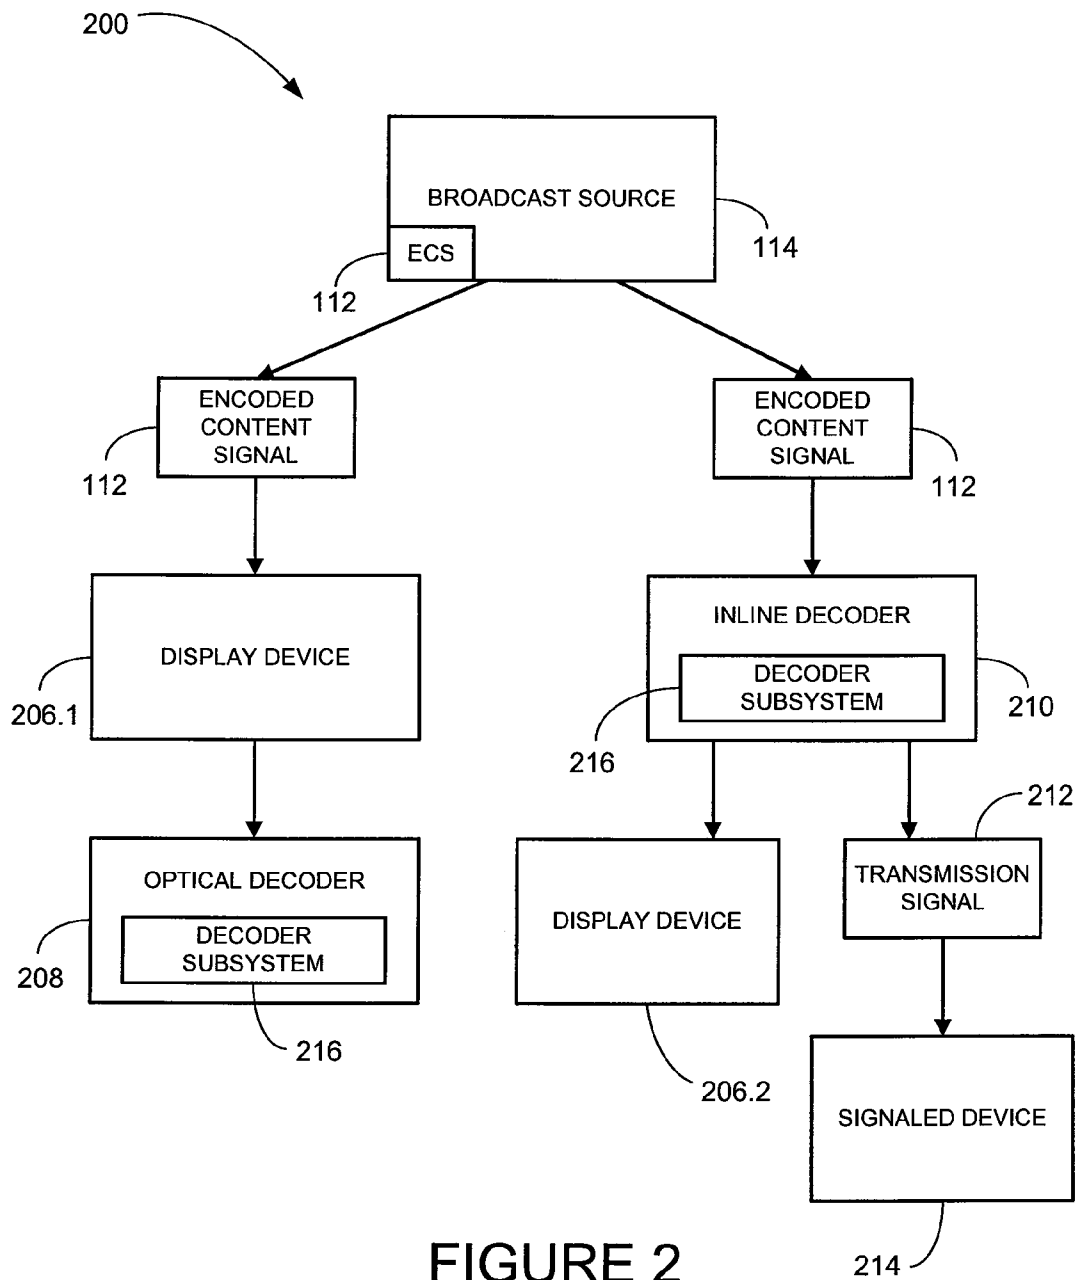 200
BROADCAST SOURCE
ECS
114
112
ENCODED
CONTENT
SIGNAL
112
ENCODED
CONTENT
SIGNAL
112
DISPLAY DEVICE
206.1
INLINE DECODER
DECODER
SUBSYSTEM
210
216
212
OPTICAL DECODER
DECODER
SUBSYSTEM
208
216
DISPLAY DEVICE
206.2
TRANSMISSION
SIGNAL
SIGNALED DEVICE
214
FIGURE 2